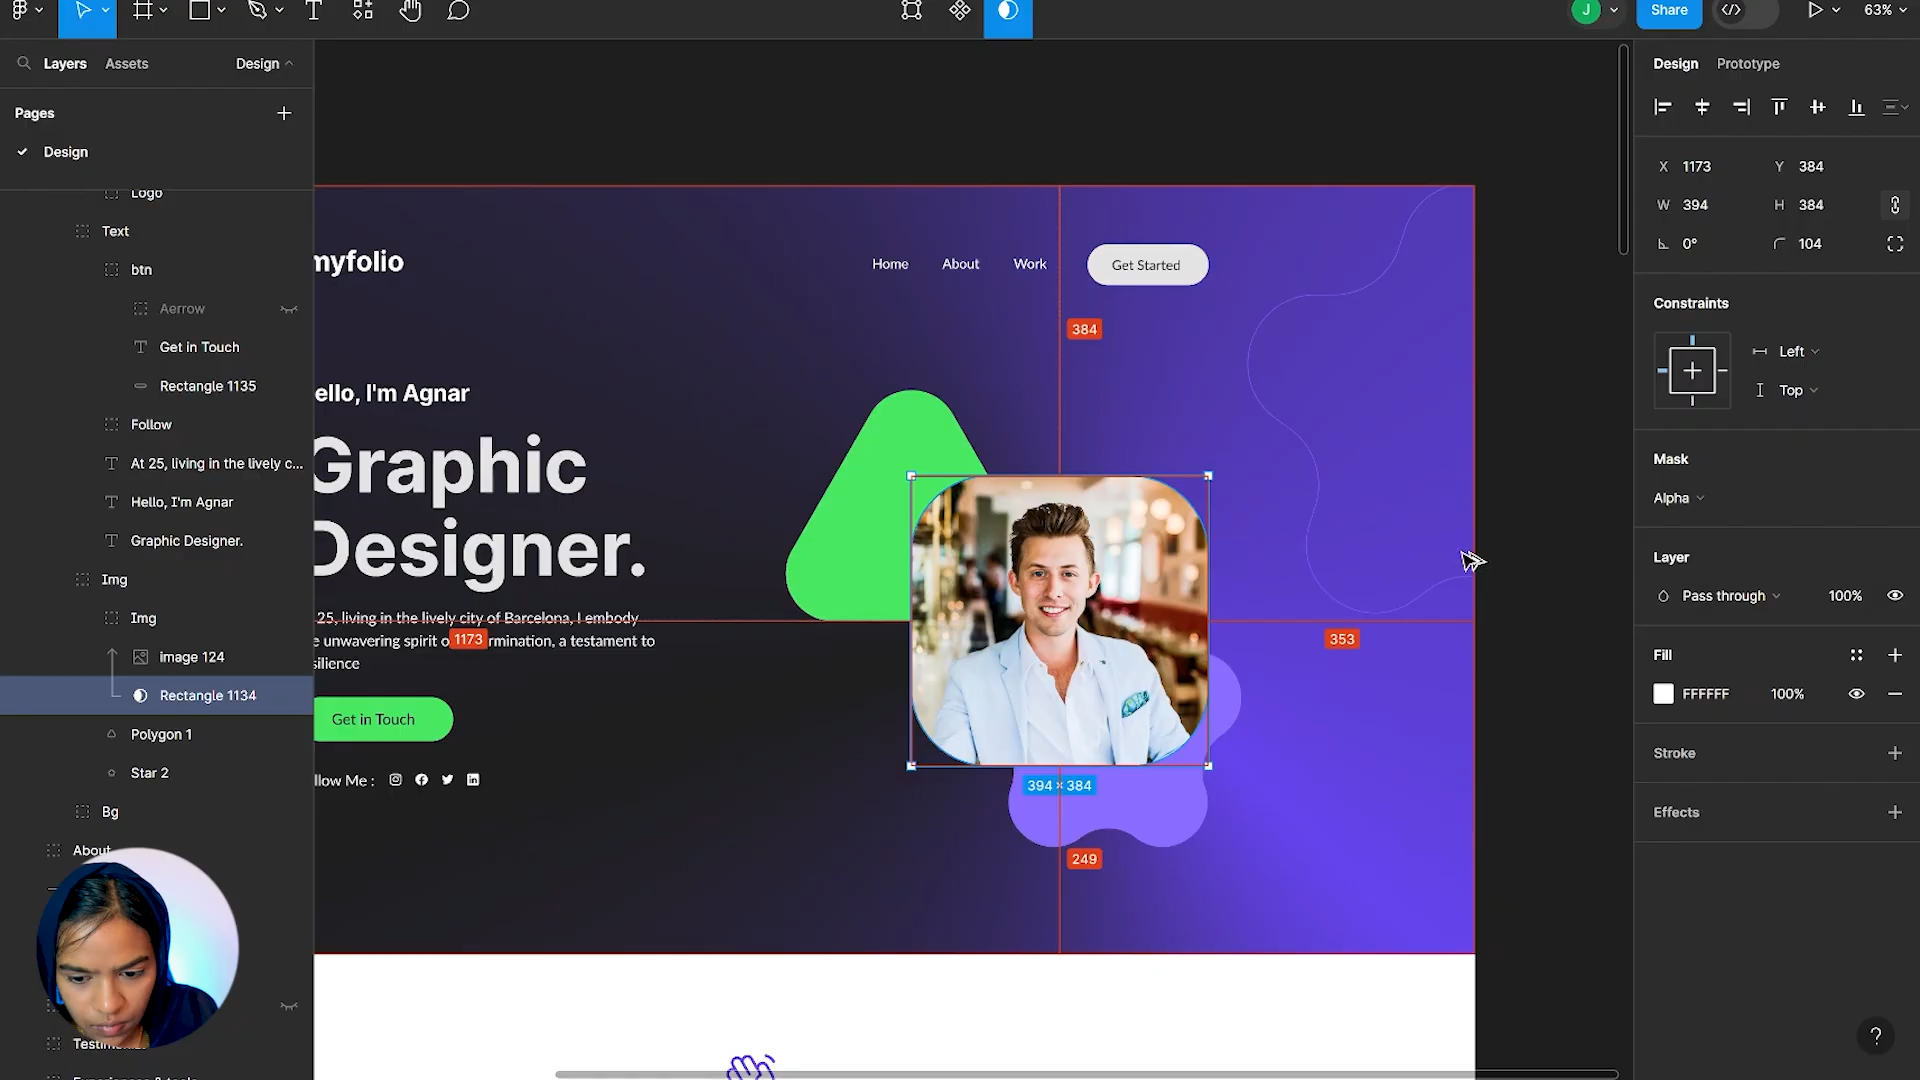 Share
63%
Layers
Assets
Design
Pages
Design
Logo
Text
btn
Aerrow
Get in Touch
Rectangle 1135
Follow
At 25, living in the lively c...
Hello, I'm Agnar
Graphic Designer.
Img
Img
image 124
Rectangle 1134
Polygon 1
Star 2
Bg
About
myfolio
Home
About
Work
Get Started
384
ello, I'm Agnar
Graphic
Designer.
25, living in the lively city of Barcelona, I embody
e unwavering spirit o 1173 rmination, a testament to
silience
Get in Touch
llow Me :
353
394 × 384
249
J
Design
Prototype
X 1173
Y 384
W 394
H 384
0°
104
Constraints
Left
Top
Mask
Alpha
Layer
Pass through
100%
Fill
FFFFFF
100%
Stroke
Effects
?